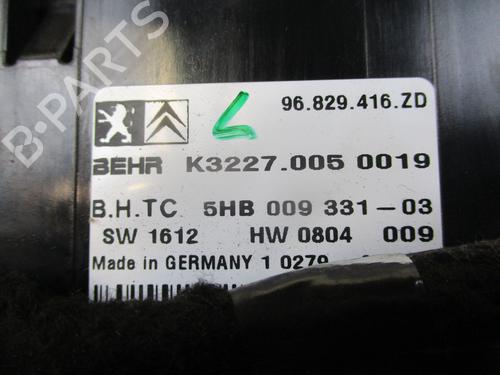 96.829.416.ZD
BEHR K3227.005 0019
B.H.TC 5HB 009 331-03
SW 1612 HW 0804 009
Made in GERMANY 1 0279
B-PARTS